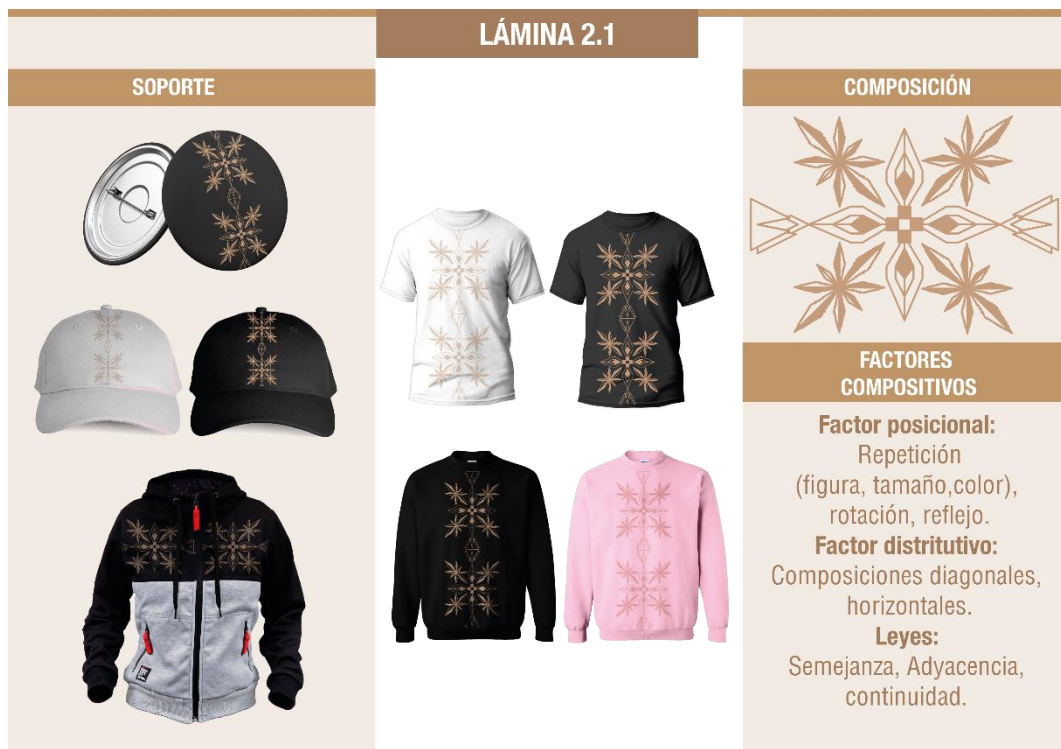 LÁMINA 2.1
SOPORTE
COMPOSICIÓN
FACTORES
COMPOSITIVOS
Factor posicional:
Repetición
(figura, tamaño,color),
rotación, reflejo.
Factor distritutivo:
Composiciones diagonales,
horizontales.
Leyes:
Semejanza, Adyacencia,
continuidad.